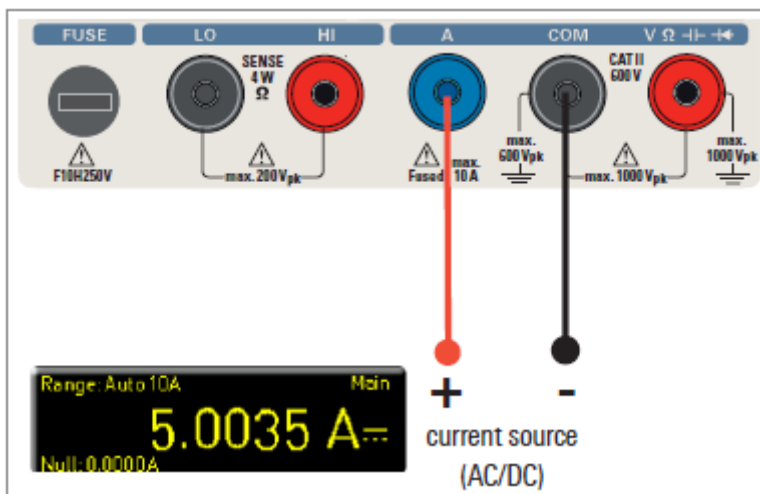 FUSE LO HI A COM V Ω ⊣⊢ ➔⊢
SENSE
4 W
Ω
CAT II
600 V
max.
600 Vpk
max.
1000 Vpk
F10H250V
max. 200 Vpk
Fused
max.
10 A
max. 1000 Vpk
Range: Auto 10A Main
5.0035 A⎓
Null: 0.0000A
+ -
current source
(AC/DC)